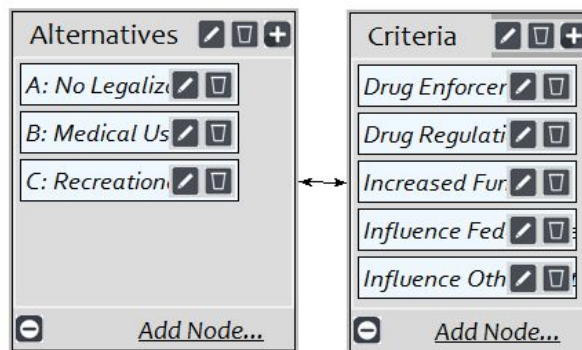 Alternatives
A: No Legaliz
B: Medical Us
C: Recreation
Add Node...
Criteria
Drug Enforcer
Drug Regulati
Increased Fur
Influence Fed
Influence Oth
Add Node...